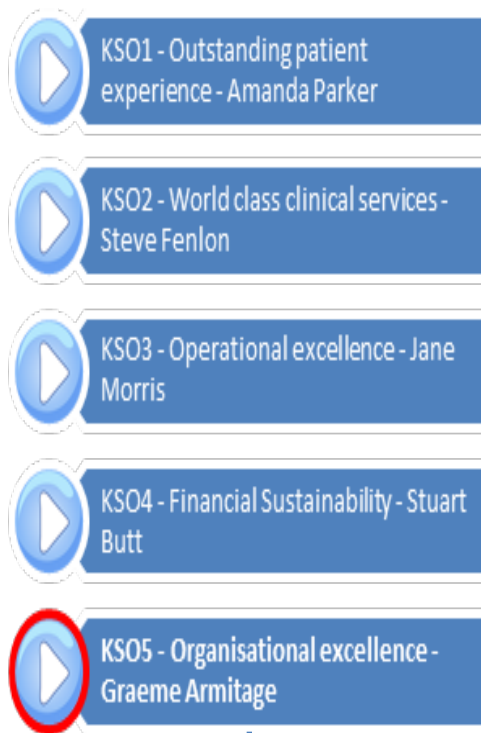 KSO1 - Outstanding patient
experience - Amanda Parker
KSO2 - World class clinical services -
Steve Fenlon
KSO3 - Operational excellence - Jane
Morris
KSO4 - Financial Sustainability - Stuart
Butt
KSO5 - Organisational excellence -
Graeme Armitage